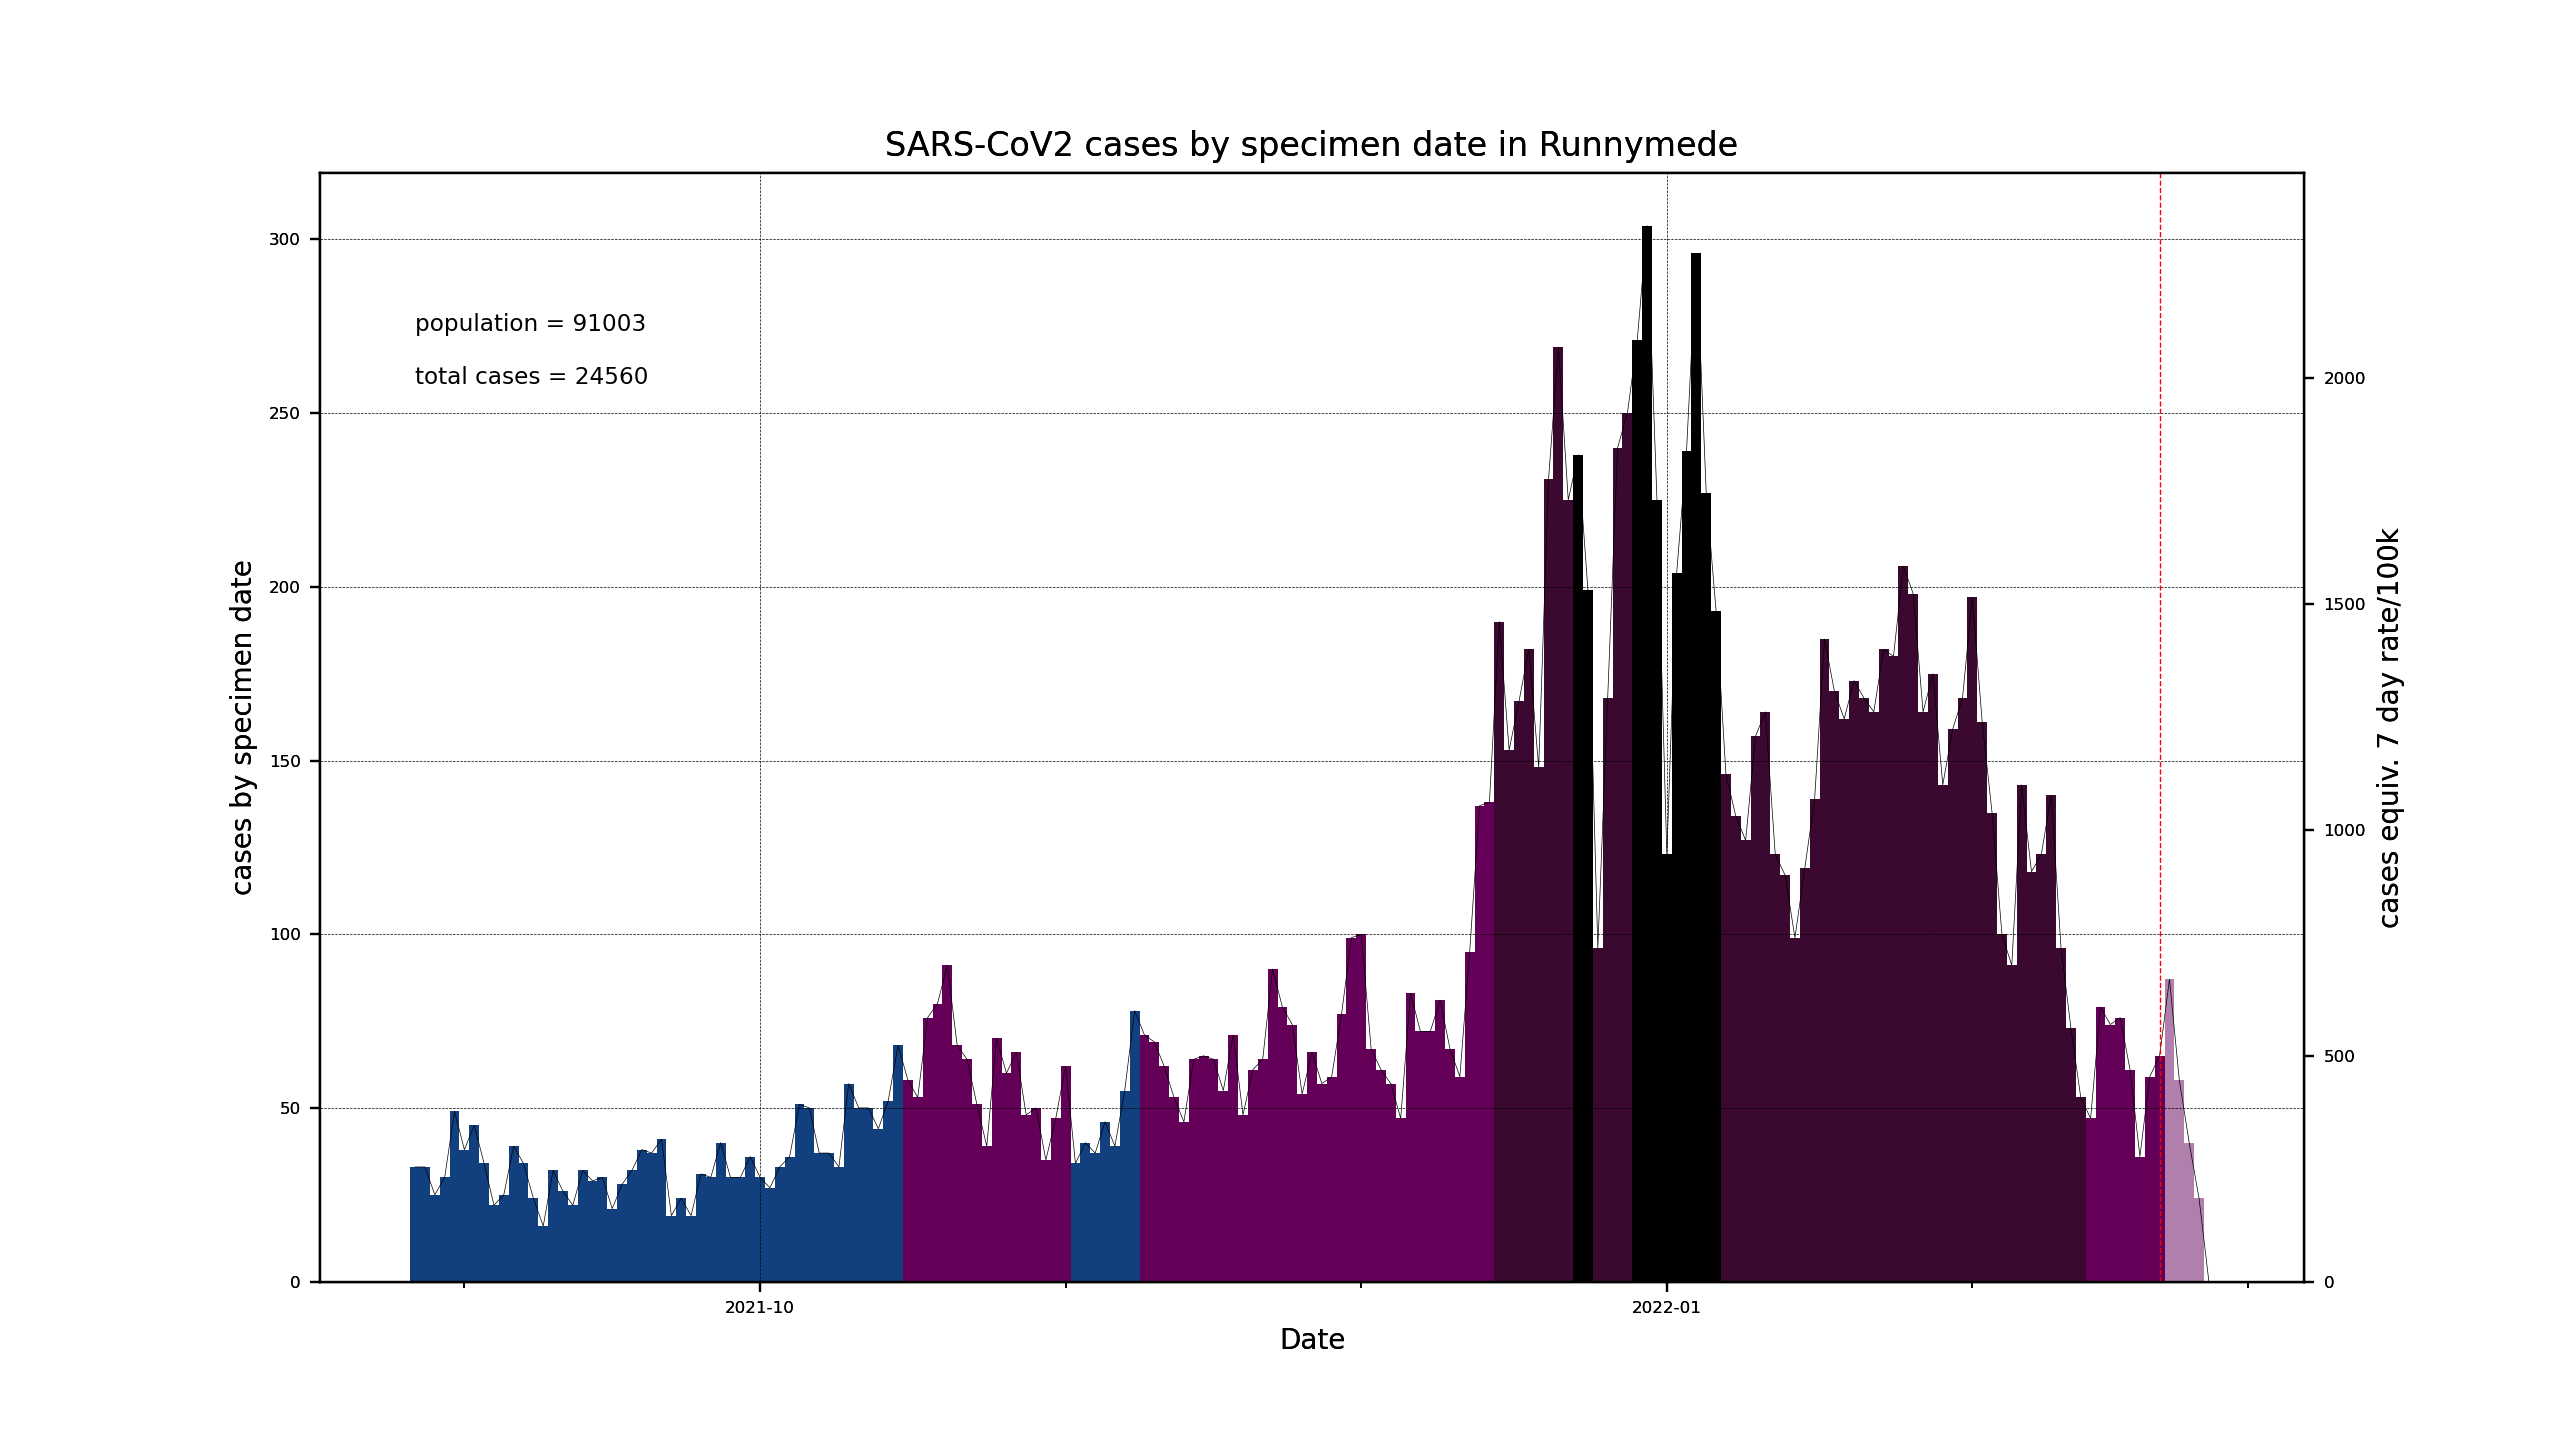 SARS-CoV2 cases by specimen date in Runnymede
population = 91003
total cases = 24560
cases by specimen date
300
250
200
150
100
50
0
2000
1500
1000
500
0
cases equiv. 7 day rate/100k
2021-10
2022-01
Date